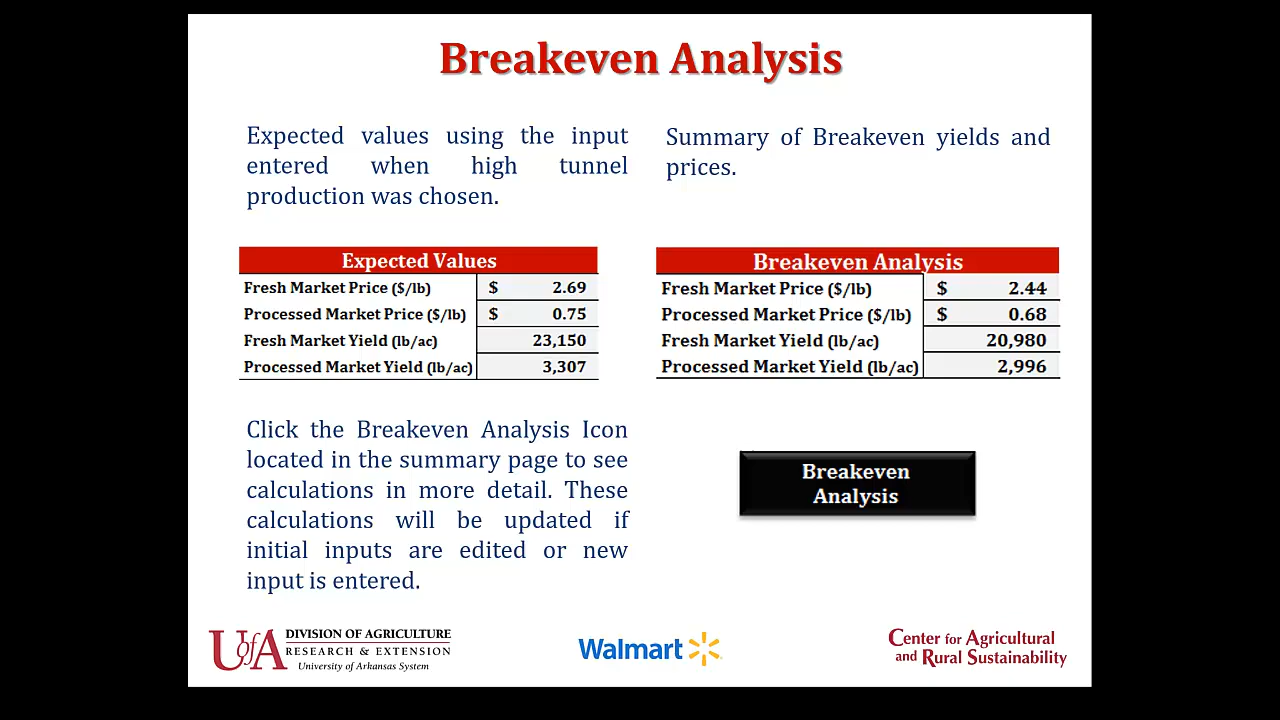 Breakeven Analysis
Expected values using the input
entered when high tunnel
production was chosen.
Summary of Breakeven yields and
prices.
Expected Values
Fresh Market Price ($/lb) $ 2.69
Processed Market Price ($/lb) $ 0.75
Fresh Market Yield (lb/ac) 23,150
Processed Market Yield (lb/ac) 3,307
Breakeven Analysis
Fresh Market Price ($/lb) $ 2.44
Processed Market Price ($/lb) $ 0.68
Fresh Market Yield (lb/ac) 20,980
Processed Market Yield (lb/ac) 2,996
Click the Breakeven Analysis Icon
located in the summary page to see
calculations in more detail. These
calculations will be updated if
initial inputs are edited or new
input is entered.
Breakeven
Analysis
UofA
DIVISION OF AGRICULTURE
RESEARCH & EXTENSION
University of Arkansas System
Walmart
Center for Agricultural
and Rural Sustainability